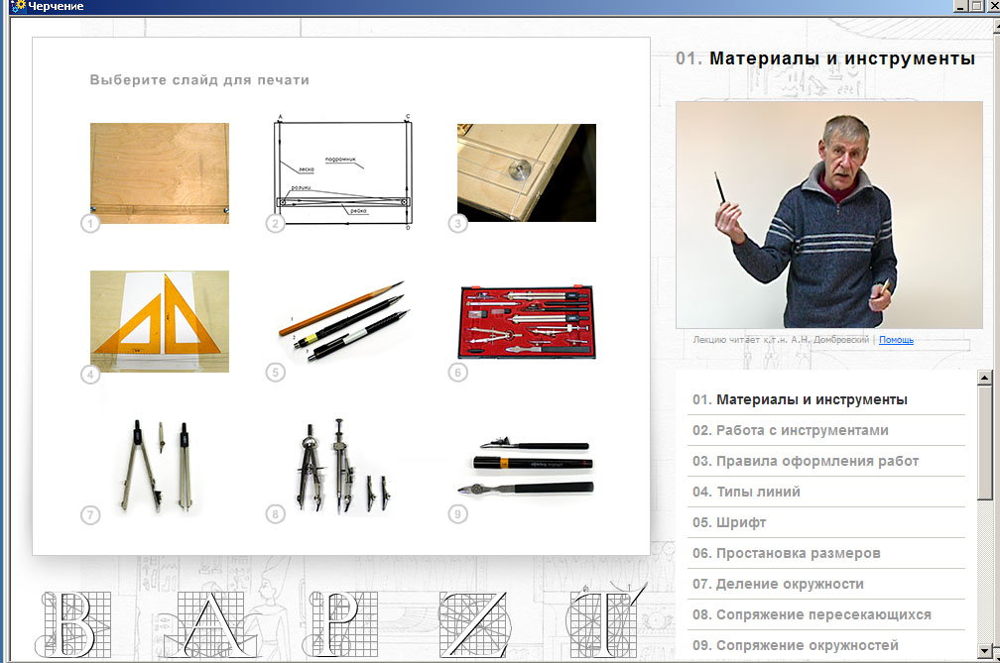 Черчение
Выберите слайд для печати
01. Материалы и инструменты
A C
леска
подрамник
ролики
рейка
D
1 2 3
1
2
3
4 5 6
7 8 9
Лекцию читает к.т.н. А.Н. Домбровский | Помощь
01. Материалы и инструменты
02. Работа с инструментами
03. Правила оформления работ
04. Типы линий
05. Шрифт
06. Простановка размеров
07. Деление окружности
08. Сопряжение пересекающихся
09. Сопряжение окружностей